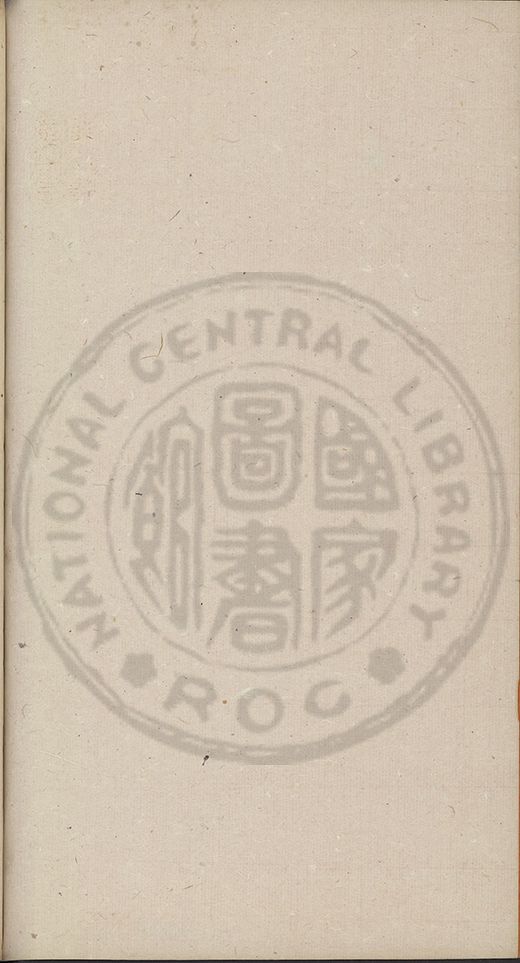 NATIONAL CENTRAL LIBRARY
國家
圖書
館
ROC